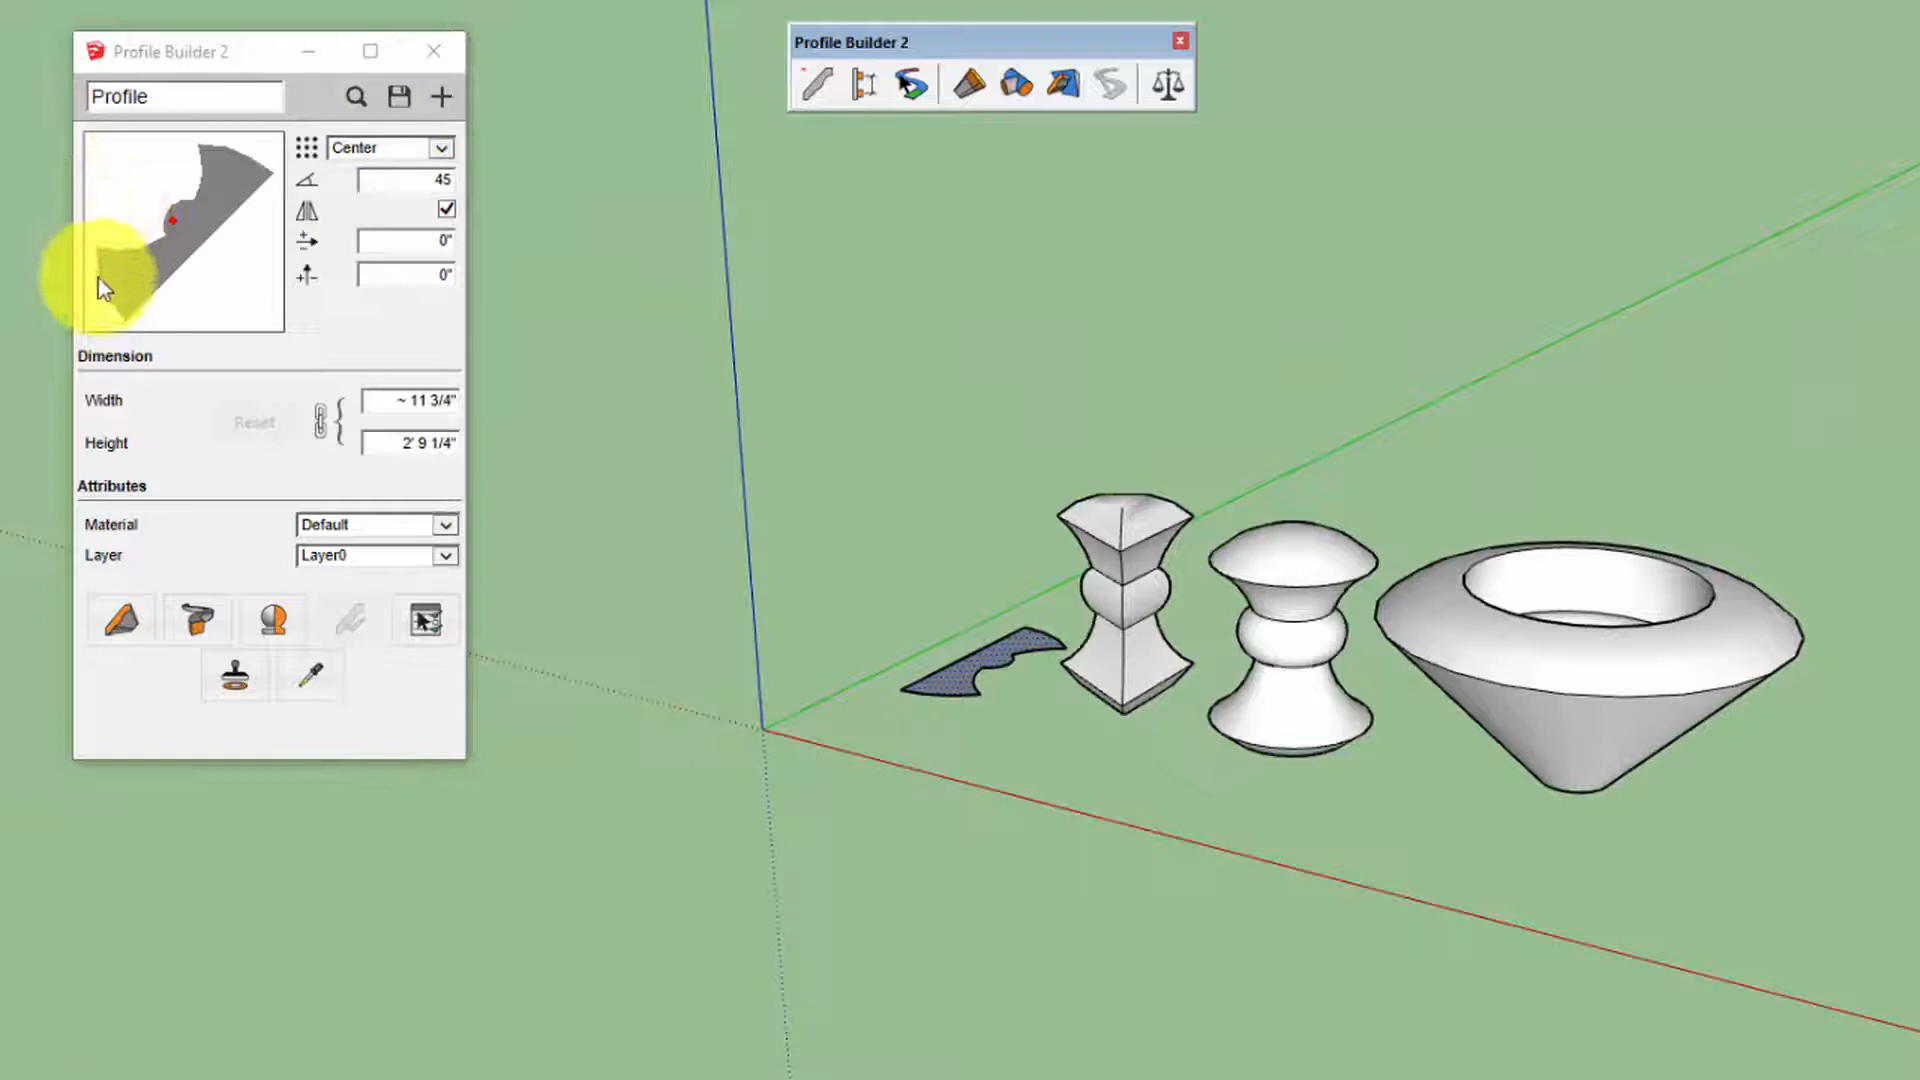 Profile Builder 2
Profile
Center
45
0"
0"
Dimension
Width
Reset
~ 11 3/4"
Height
2' 9 1/4"
Attributes
Material
Default
Layer
Layer0
Profile Builder 2